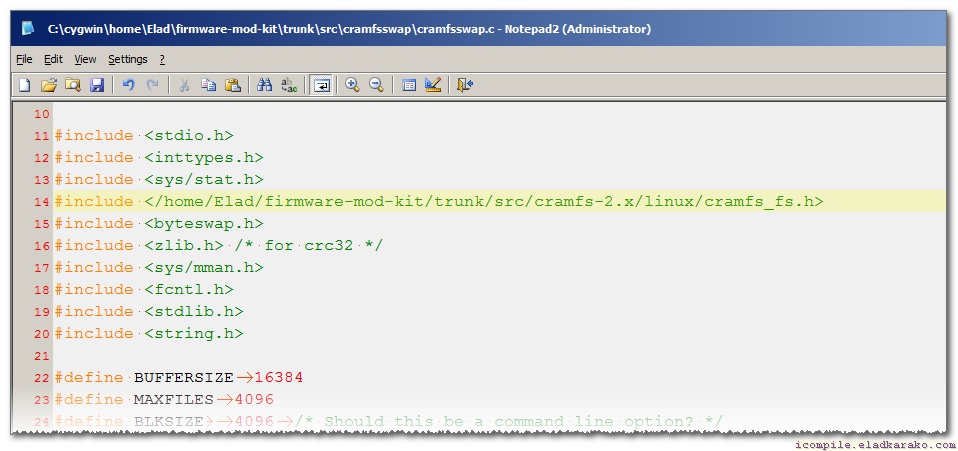 C:\cygwin\home\Elad\firmware-mod-kit\trunk\src\cramfsswap\cramfsswap.c - Notepad2 (Administrator)
File Edit View Settings ?
10
11 #include <stdio.h>
12 #include <inttypes.h>
13 #include <sys/stat.h>
14 #include </home/Elad/firmware-mod-kit/trunk/src/cramfs-2.x/linux/cramfs_fs.h>
15 #include <byteswap.h>
16 #include <zlib.h> /* for crc32 */
17 #include <sys/mman.h>
18 #include <fcntl.h>
19 #include <stdlib.h>
20 #include <string.h>
21
22 #define BUFFERSIZE 16384
23 #define MAXFILES 4096
24 #define BLKSIZE 4096 /* Should this be a command line option? */
icompile.eladkarako.com